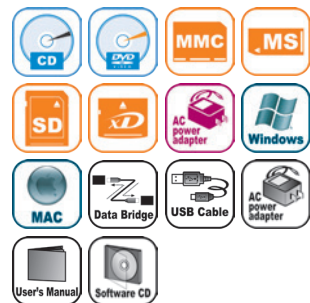 CD
DVD
VIDEO
MMC
MS
SD
xD
AC
power
adapter
Windows
MAC
Data Bridge
USB Cable
AC
power
adapter
User's Manual
Software CD